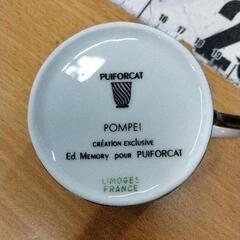 PUIFORCAT
POMPEI
CRÉATION EXCLUSIVE
Ed. MEMORY POUR PUIFORCAT
LIMOGES
FRANCE